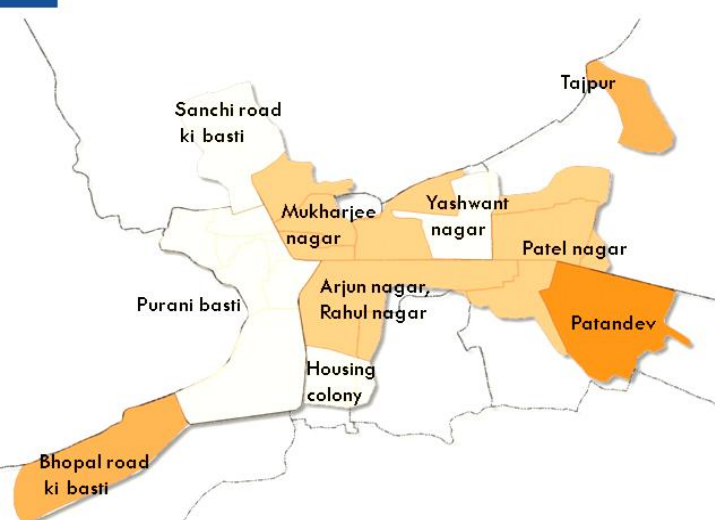 Tajpur
Sanchi road
ki basti
Mukharjee
nagar
Yashwant
nagar
Patel nagar
Arjun nagar,
Rahul nagar
Purani basti
Patandev
Housing
colony
Bhopal road
ki basti